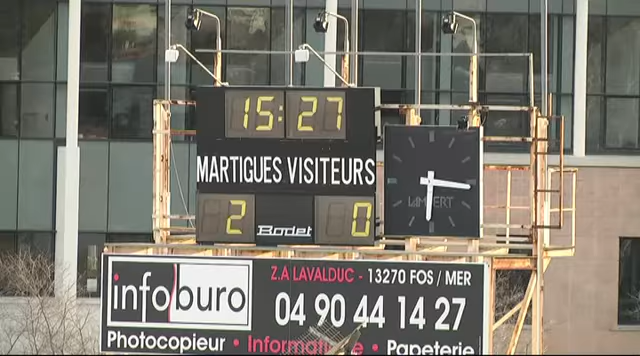 15:27
MARTIGUES VISITEURS
2 Bodet 0
LAMBERT
infoburo
Z.A LAVALDUC - 13270 FOS / MER
04 90 44 14 27
Photocopieur • Informatique • Papeterie